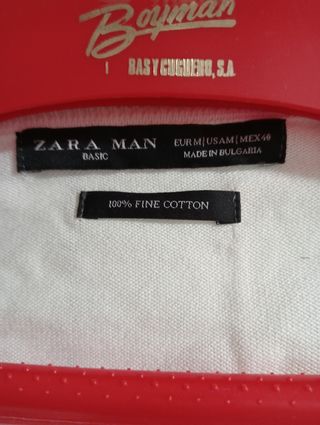 Boyman
BAS Y CUGUERO, S.A.
ZARA MAN
BASIC
EUR M | USA M | MEX 40
MADE IN BULGARIA
100% FINE COTTON